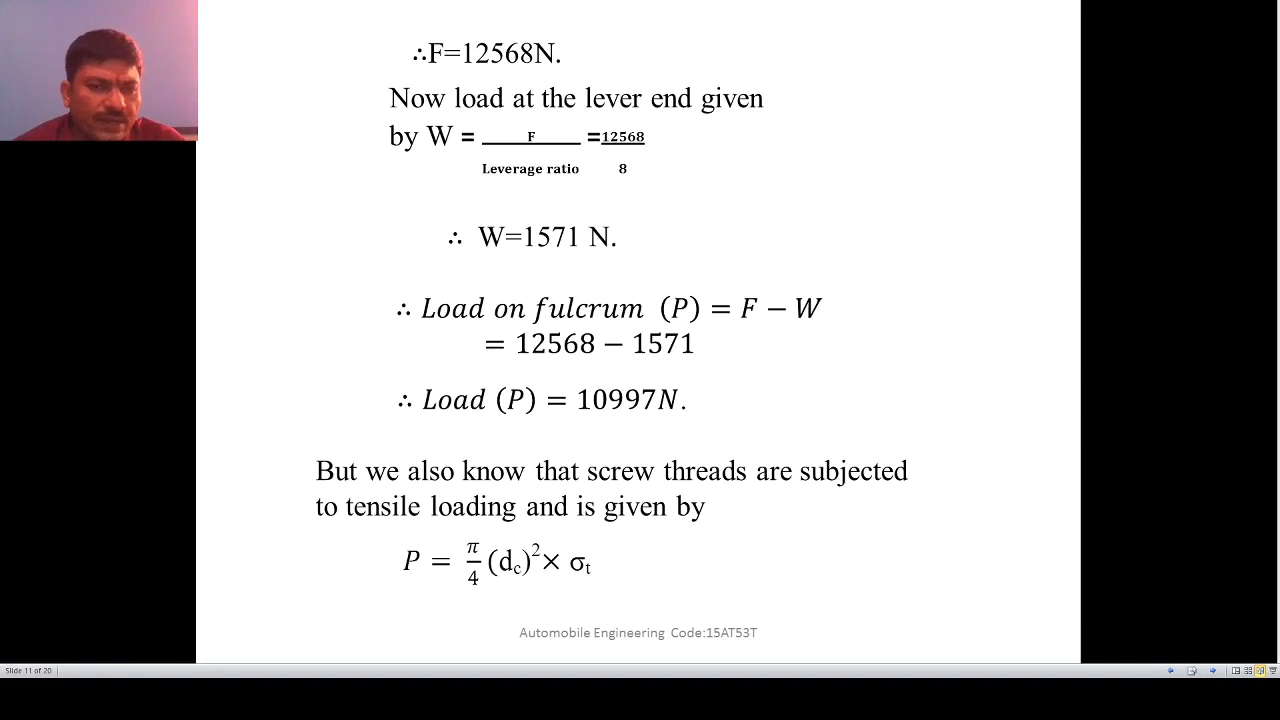 ∴F=12568N.
Now load at the lever end given
by W = F =12568
Leverage ratio 8
∴ W=1571 N.
∴ Load on fulcrum (P) = F − W
= 12568 − 1571
∴ Load (P) = 10997N.
But we also know that screw threads are subjected
to tensile loading and is given by
P = π/4 (dc)²× σt
Automobile Engineering Code:15AT53T
Slide 11 of 20